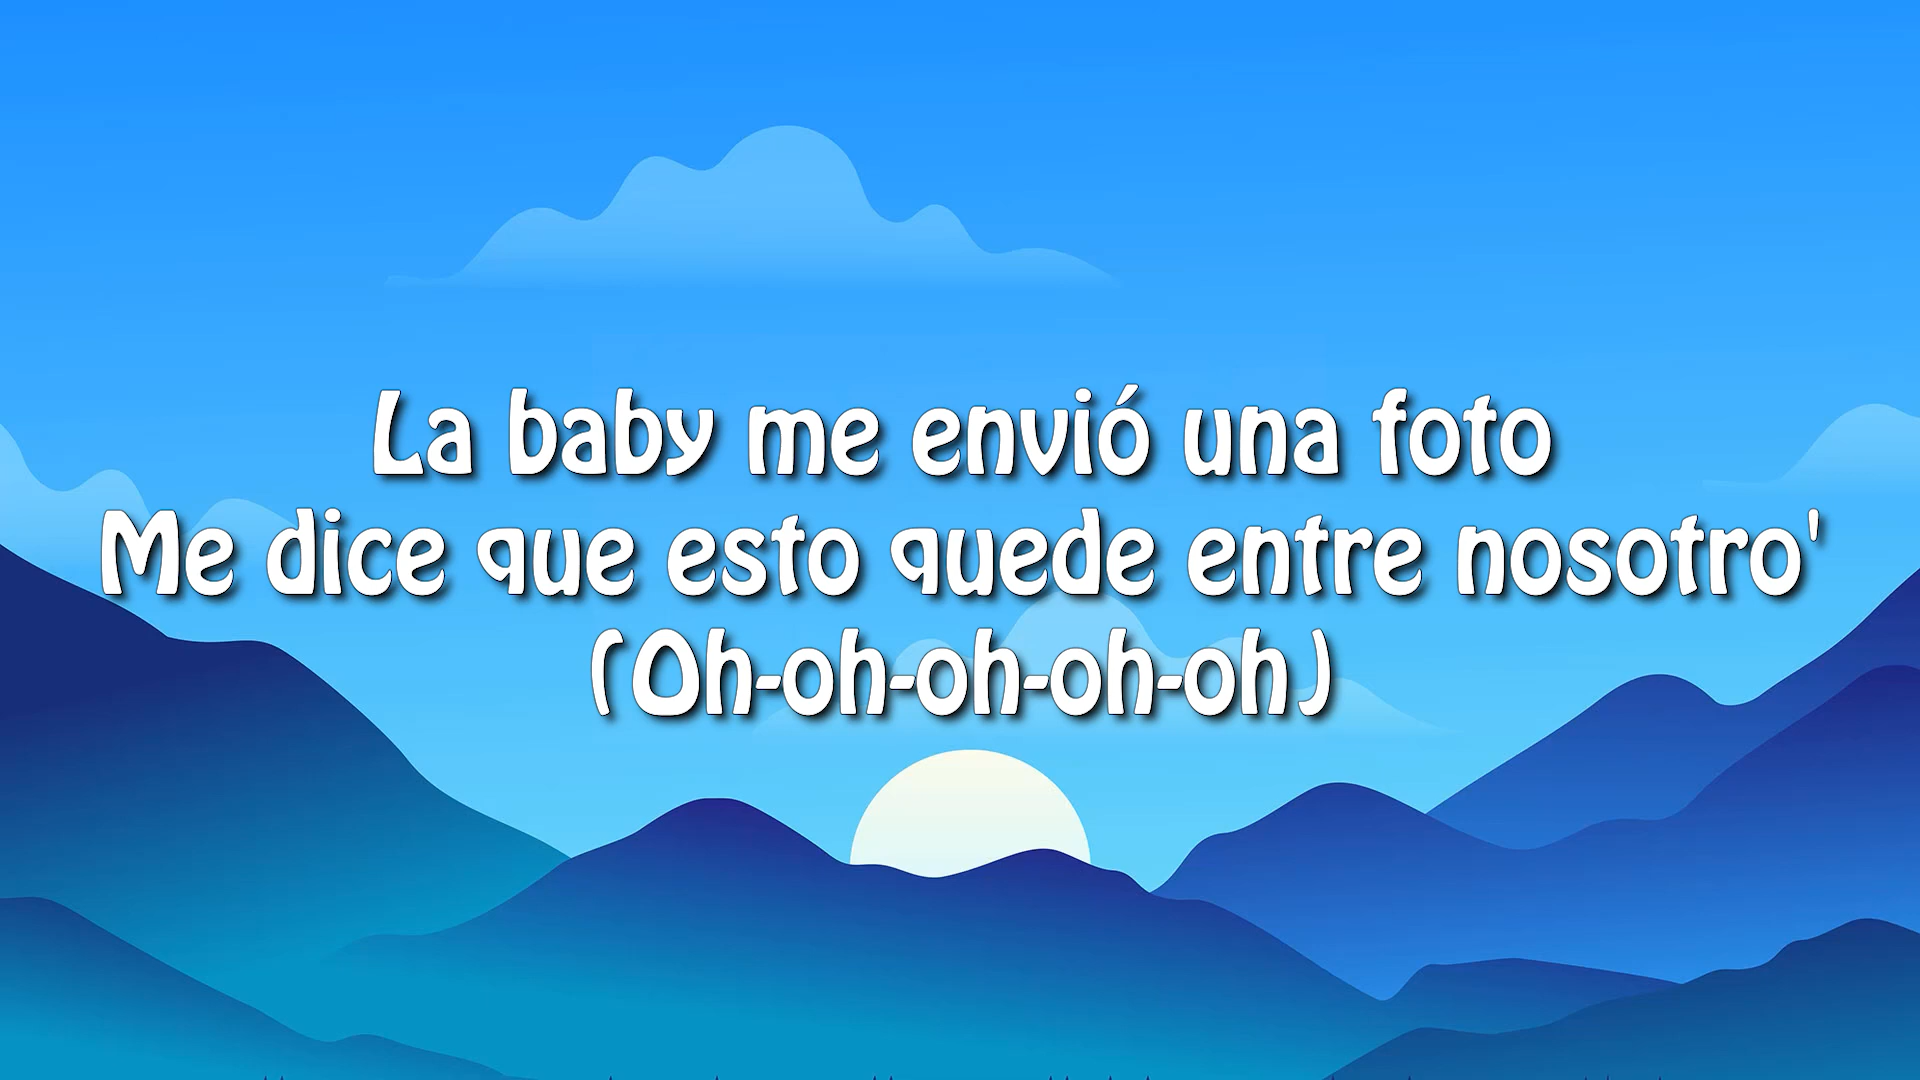 La baby me envió una foto
Me dice que esto quede entre nosotro'
(Oh-oh-oh-oh-oh)